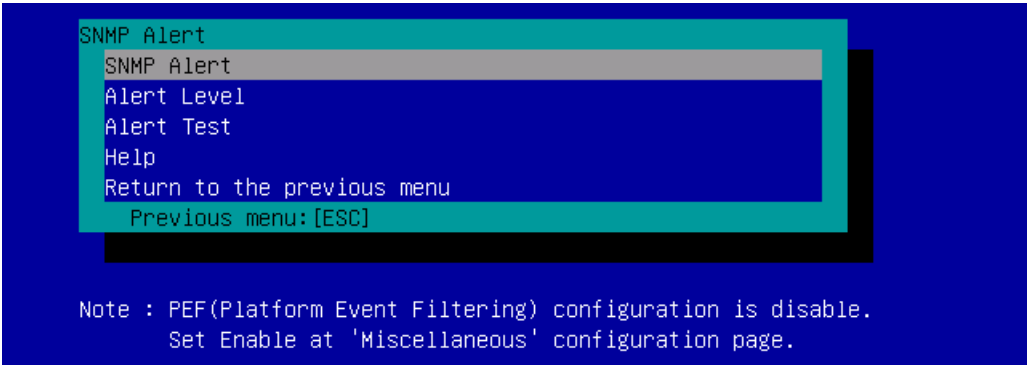 SNMP Alert
SNMP Alert
Alert Level
Alert Test
Help
Return to the previous menu
Previous menu:[ESC]
Note : PEF(Platform Event Filtering) configuration is disable.
Set Enable at 'Miscellaneous' configuration page.